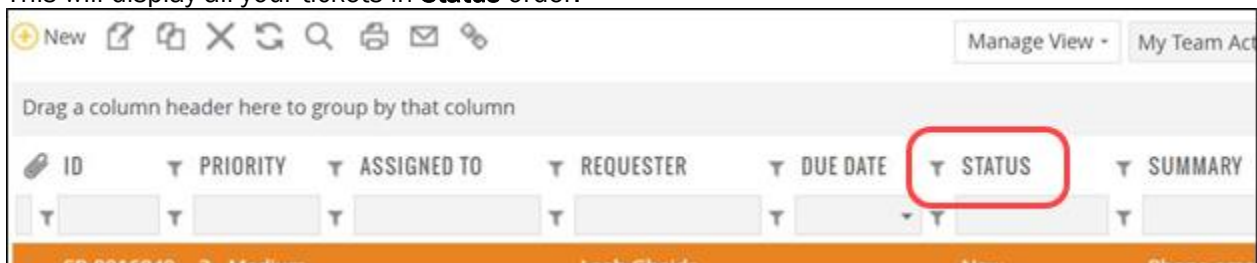 This will display all your tickets in Status order.
New
Manage View
My Team Act
Drag a column header here to group by that column
ID PRIORITY ASSIGNED TO REQUESTER DUE DATE STATUS SUMMARY